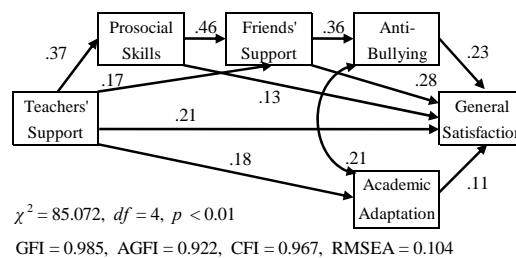 Prosocial
Skills
.46
Friends'
Support
.36
Anti-
Bullying
.37
.23
.17
.28
.13
Teachers'
Support
.21
General
Satisfaction
.18
.21
.11
Academic
Adaptation
χ² = 85.072, df = 4, p < 0.01
GFI = 0.985, AGFI = 0.922, CFI = 0.967, RMSEA = 0.104